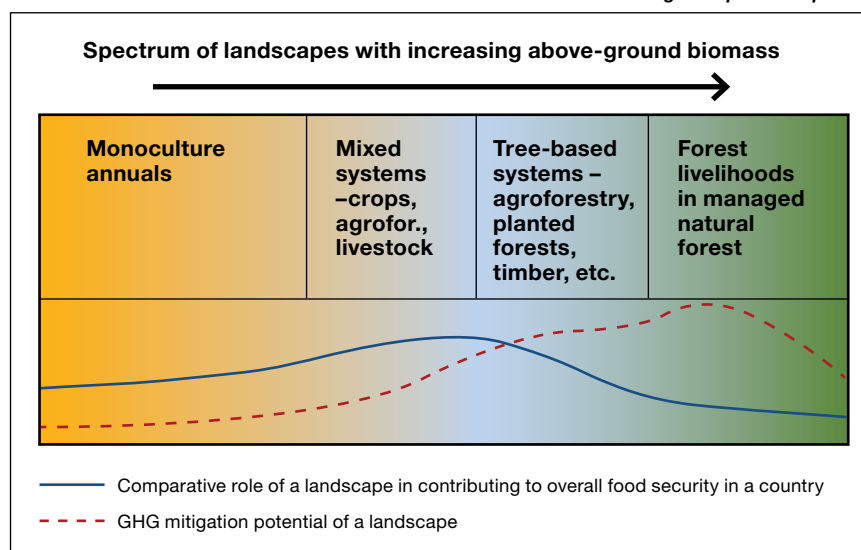 Spectrum of landscapes with increasing above-ground biomass
Monoculture
annuals
Mixed
systems
–crops,
agrofor.,
livestock
Tree-based
systems –
agroforestry,
planted
forests,
timber, etc.
Forest
livelihoods
in managed
natural
forest
Comparative role of a landscape in contributing to overall food security in a country
GHG mitigation potential of a landscape